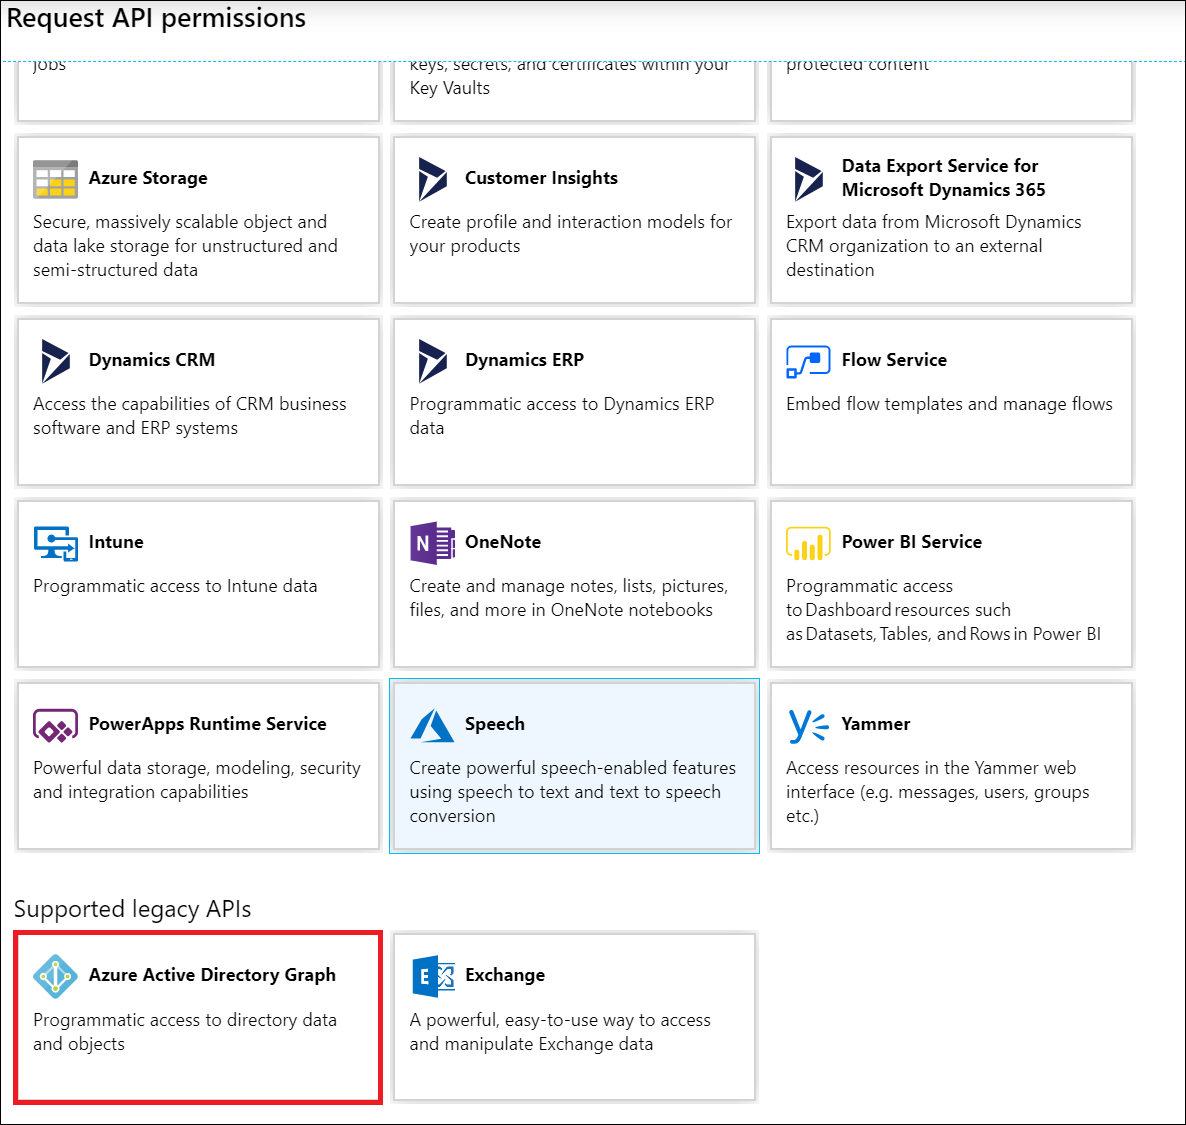 Request API permissions
jobs
keys, secrets, and certificates within your
Key Vaults
protected content
Azure Storage
Secure, massively scalable object and
data lake storage for unstructured and
semi-structured data
Customer Insights
Create profile and interaction models for
your products
Data Export Service for
Microsoft Dynamics 365
Export data from Microsoft Dynamics
CRM organization to an external
destination
Dynamics CRM
Access the capabilities of CRM business
software and ERP systems
Dynamics ERP
Programmatic access to Dynamics ERP
data
Flow Service
Embed flow templates and manage flows
Intune
Programmatic access to Intune data
N
OneNote
Create and manage notes, lists, pictures,
files, and more in OneNote notebooks
Power BI Service
Programmatic access
to Dashboard resources such
as Datasets, Tables, and Rows in Power BI
PowerApps Runtime Service
Powerful data storage, modeling, security
and integration capabilities
Speech
Create powerful speech-enabled features
using speech to text and text to speech
conversion
Yammer
Access resources in the Yammer web
interface (e.g. messages, users, groups
etc.)
Supported legacy APIs
Azure Active Directory Graph
Programmatic access to directory data
and objects
E
Exchange
A powerful, easy-to-use way to access
and manipulate Exchange data